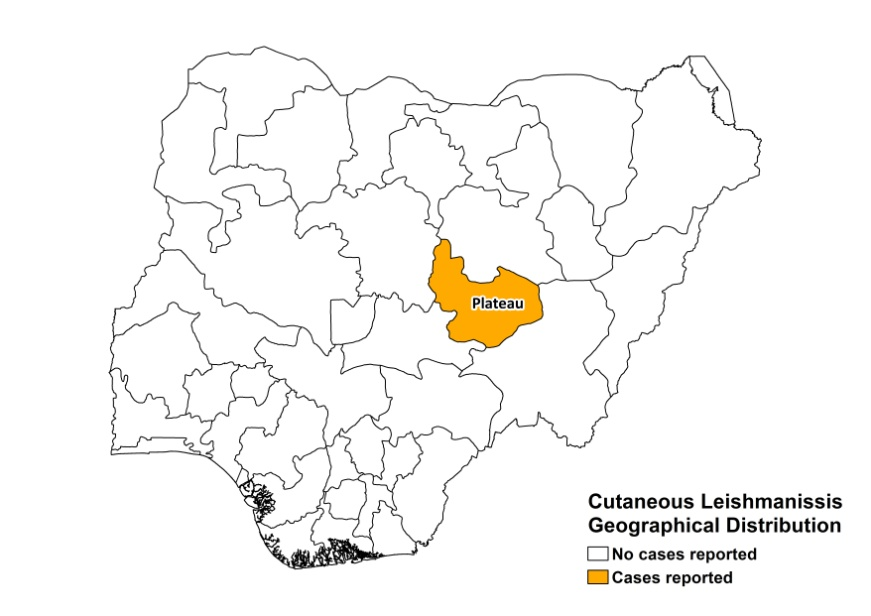 Plateau
Cutaneous Leishmanissis
Geographical Distribution
No cases reported
Cases reported